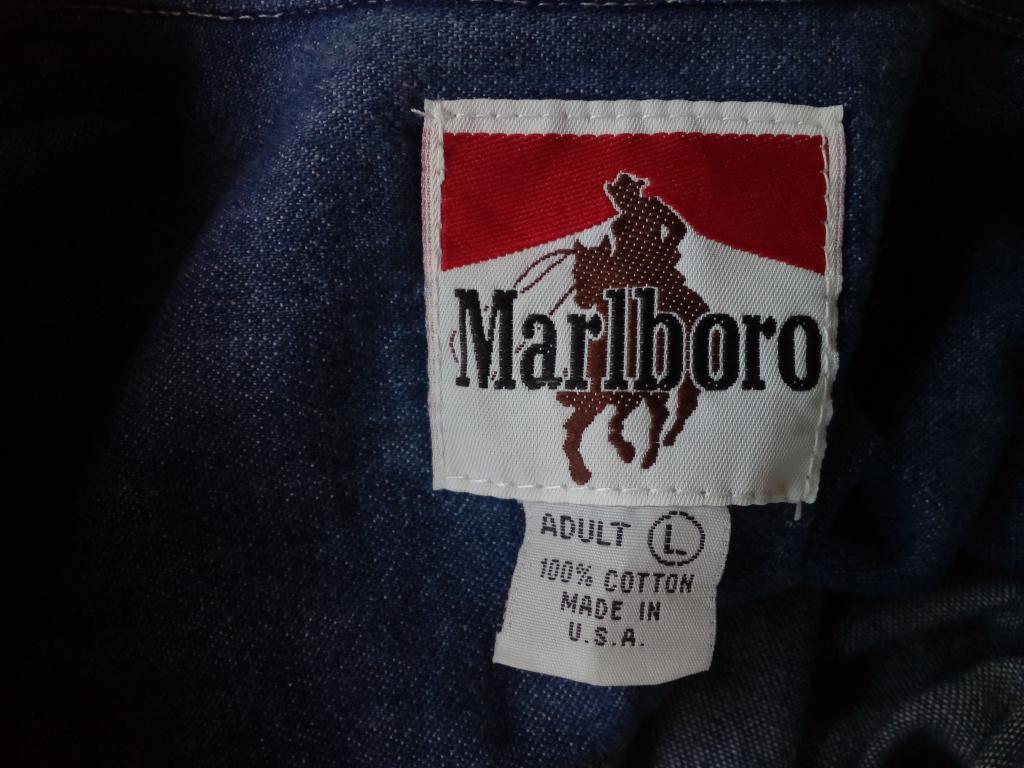 Marlboro
ADULT L
100% COTTON
MADE IN
U.S.A.